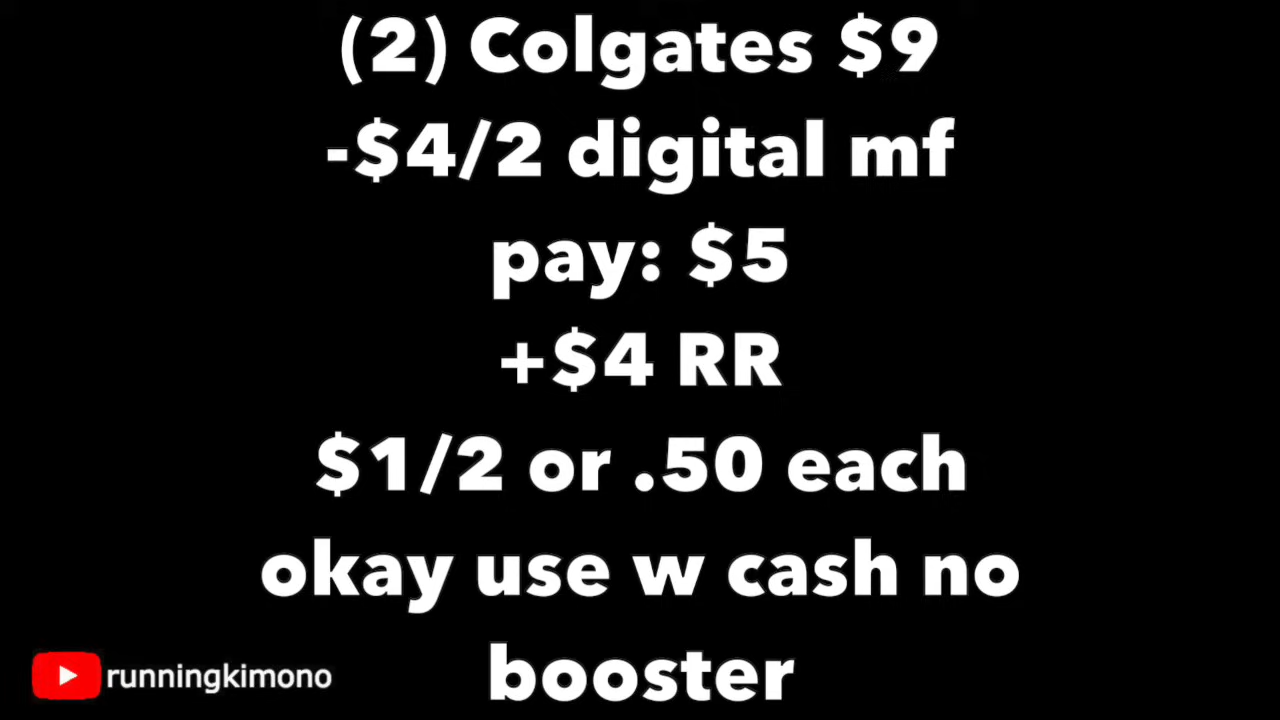 (2) Colgates $9
-$4/2 digital mf
pay: $5
+$4 RR
$1/2 or .50 each
okay use w cash no
booster
runningkimono